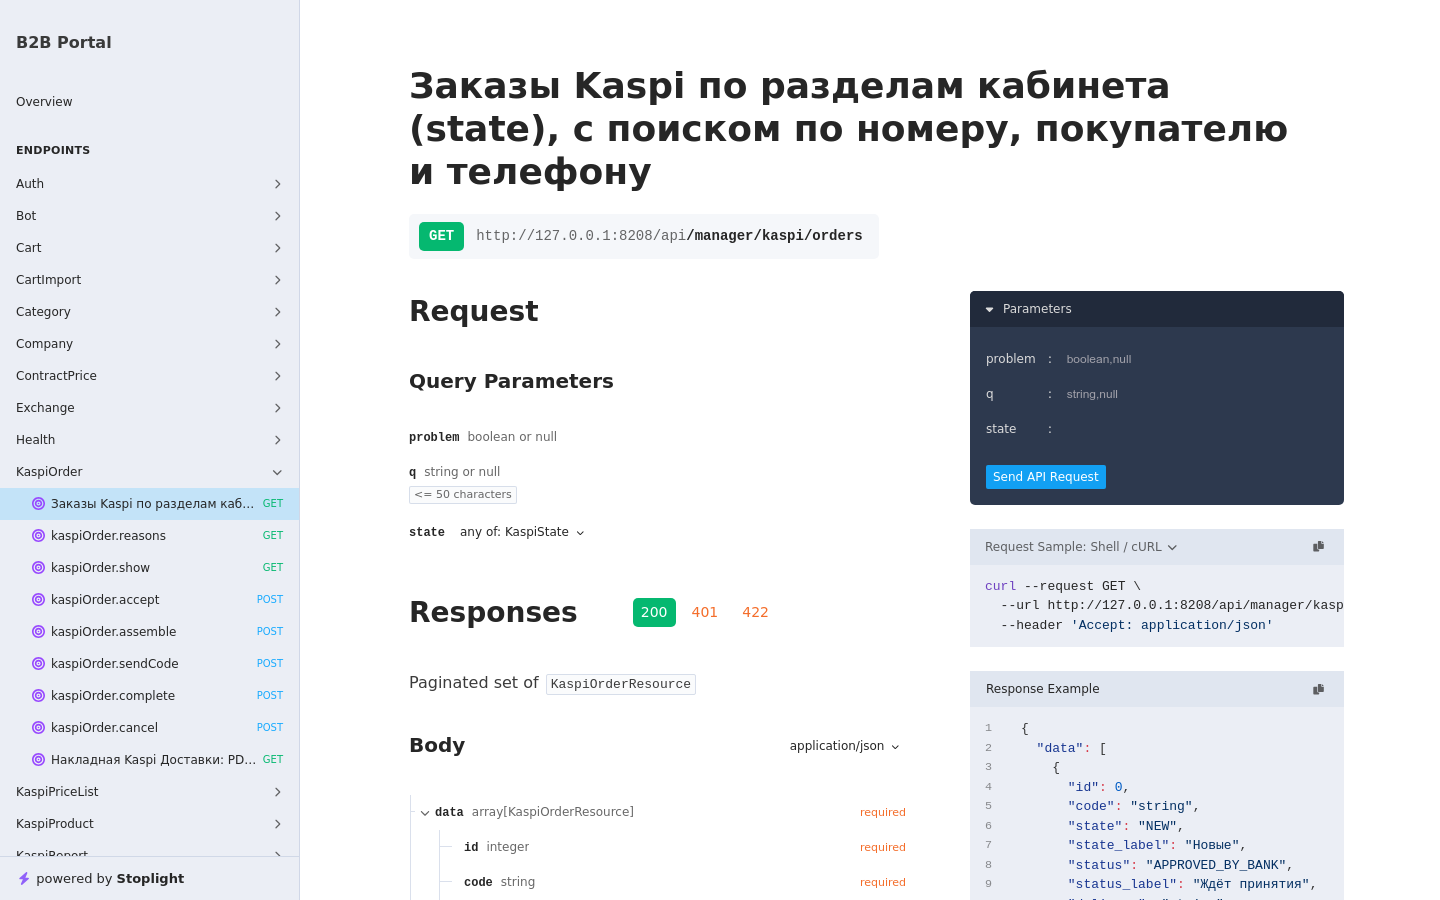 B2B Portal
Overview
ENDPOINTS
Auth
Bot
Cart
CartImport
Category
Company
ContractPrice
Exchange
Health
KaspiOrder
Заказы Kaspi по разделам каб... GET
kaspiOrder.reasons GET
kaspiOrder.show GET
kaspiOrder.accept POST
kaspiOrder.assemble POST
kaspiOrder.sendCode POST
kaspiOrder.complete POST
kaspiOrder.cancel POST
Накладная Kaspi Доставки: PD... GET
KaspiPriceList
KaspiProduct
KaspiReport
powered by Stoplight
Заказы Kaspi по разделам кабинета
(state), с поиском по номеру, покупателю
и телефону
GET http://127.0.0.1:8208/api/manager/kaspi/orders
Request
Query Parameters
problem boolean or null
q string or null
<= 50 characters
state any of: KaspiState
Responses 200 401 422
Paginated set of KaspiOrderResource
Body application/json
data array[KaspiOrderResource] required
id integer required
code string required
Parameters
problem : boolean,null
q : string,null
state :
Send API Request
Request Sample: Shell / cURL
curl --request GET \
--url http://127.0.0.1:8208/api/manager/kasp
--header 'Accept: application/json'
Response Example
1 {
2 "data": [
3 {
4 "id": 0,
5 "code": "string",
6 "state": "NEW",
7 "state_label": "Новые",
8 "status": "APPROVED_BY_BANK",
9 "status_label": "Ждёт принятия",